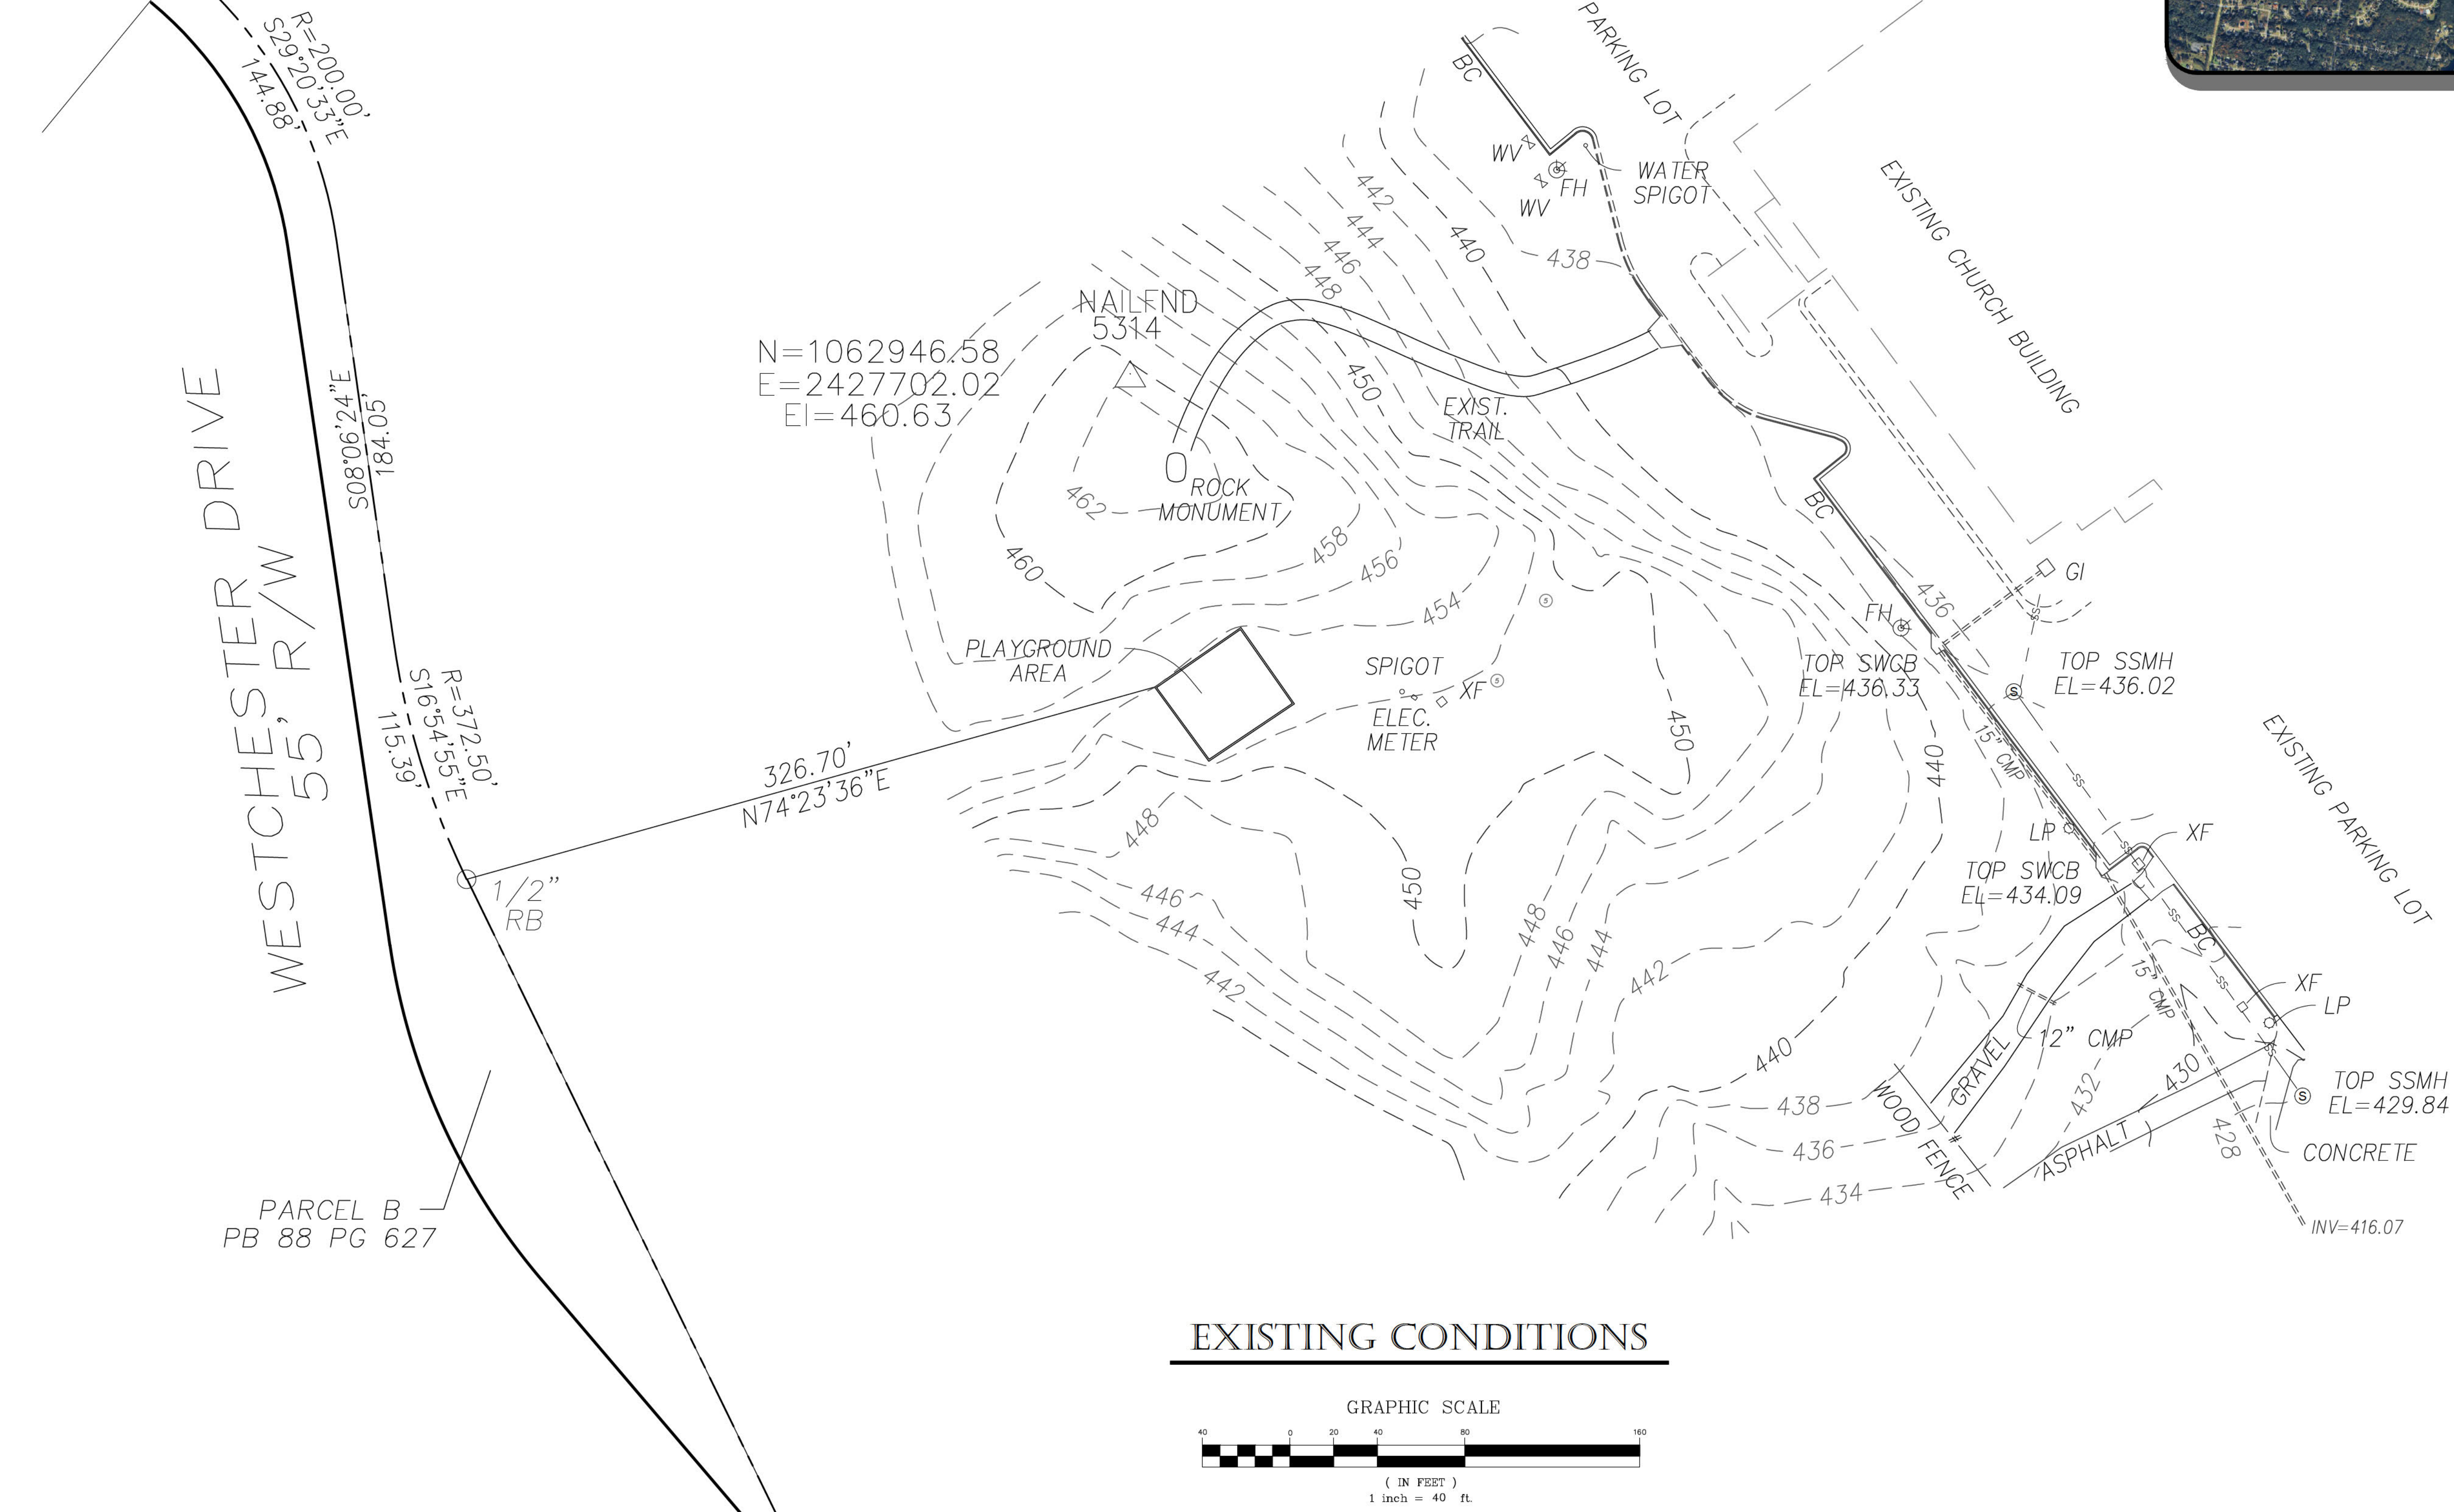 R=200.00'
S29°20'33"E
144.88'
PARKING LOT
BC
WV
FH
WV
WATER
SPIGOT
EXISTING CHURCH BUILDING
442
444
446
448
440
438
NAILFND
5314
N=1062946.58
E=2427702.02
El=460.63
450
EXIST.
TRAIL
WESTCHESTER DRIVE
55' R/W
S08°06'24"E
184.05'
462
ROCK
MONUMENT
460
458
456
454
BC
436
GI
FH
5
5
SS
PLAYGROUND
AREA
SPIGOT
XF
ELEC.
METER
450
TOP SWCB
EL=436.33
S
TOP SSMH
EL=436.02
R=372.50'
S16°54'55"E
115.39'
326.70'
N74°23'36"E
15" CMP
440
SS
EXISTING PARKING LOT
448
LP
XF
SS
TOP SWCB
EL=434.09
1/2"
RB
446
444
442
450
448
446
444
442
SS
BC
15" CMP
SS
XF
LP
440
12" CMP
GRAVEL
SS
430
432
438
436
434
WOOD FENCE
ASPHALT
428
S
TOP SSMH
EL=429.84
CONCRETE
INV=416.07
PARCEL B
PB 88 PG 627
EXISTING CONDITIONS
GRAPHIC SCALE
40 0 20 40 80 160
( IN FEET )
1 inch = 40 ft.